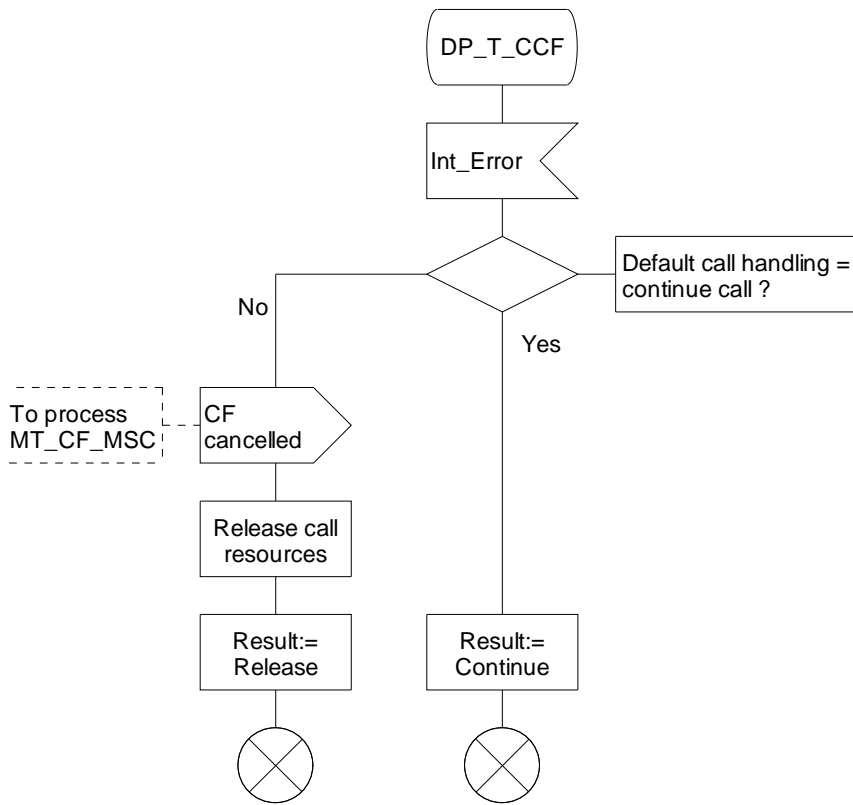 DP_T_CCF
Int_Error
Default call handling =
continue call ?
No
Yes
To process
MT_CF_MSC
CF
cancelled
Release call
resources
Result:=
Release
Result:=
Continue